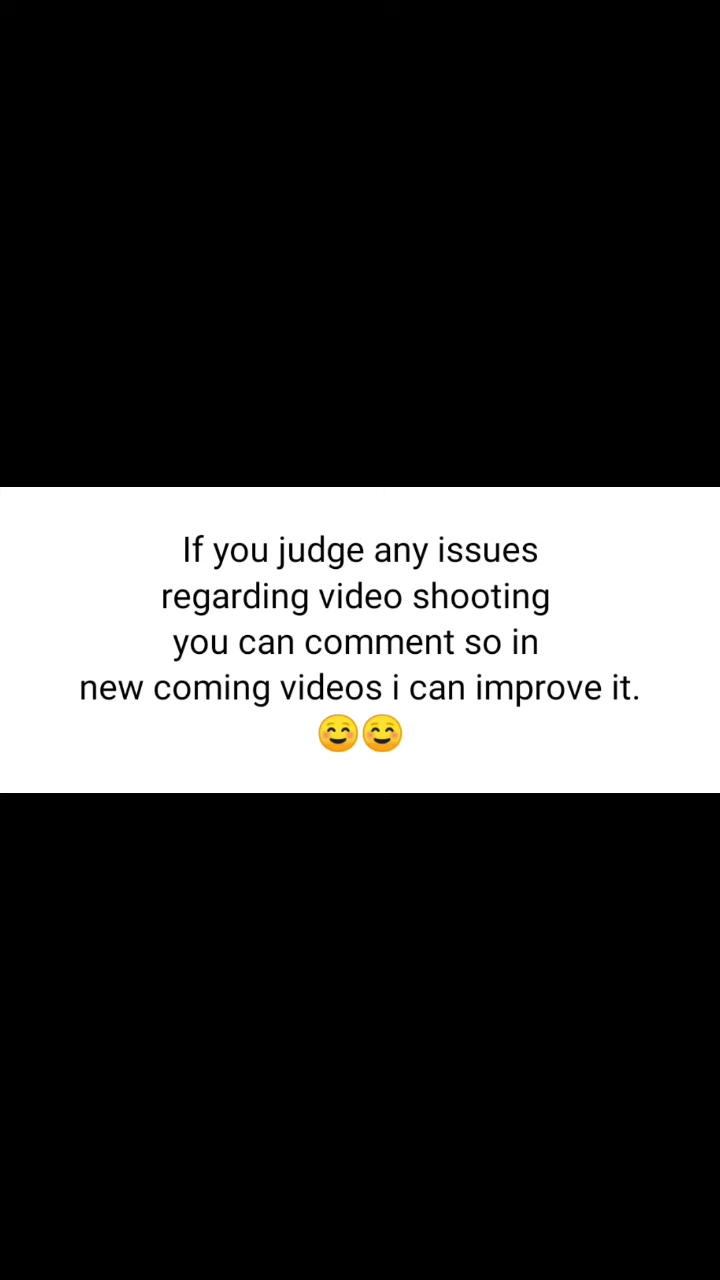 If you judge any issues
regarding video shooting
you can comment so in
new coming videos i can improve it.
☺️☺️